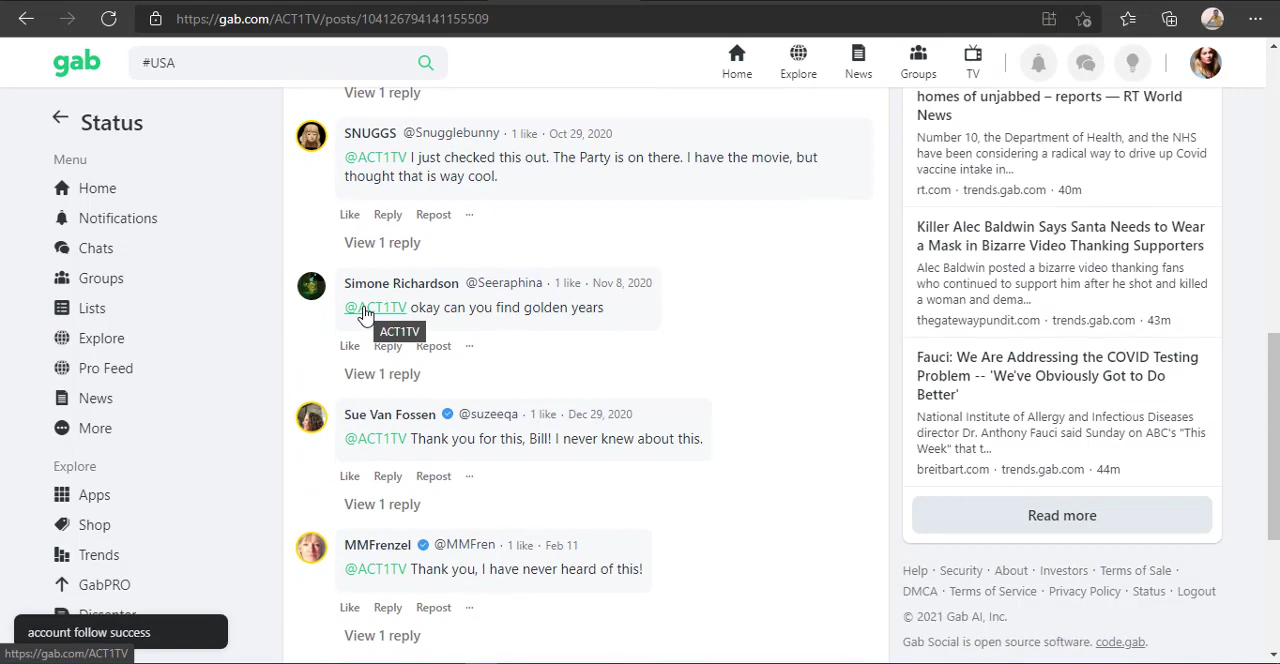 https://gab.com/ACT1TV/posts/104126794141155509
gab
#USA
Home
Explore
News
Groups
TV
Status
Menu
Home
Notifications
Chats
Groups
Lists
Explore
Pro Feed
News
More
Explore
Apps
Shop
Trends
GabPRO
Dissenter
account follow success
https://gab.com/ACT1TV
View 1 reply
SNUGGS @Snugglebunny · 1 like · Oct 29, 2020
@ACT1TV I just checked this out. The Party is on there. I have the movie, but
thought that is way cool.
Like Reply Repost ···
View 1 reply
Simone Richardson @Seeraphina · 1 like · Nov 8, 2020
@ACT1TV okay can you find golden years
ACT1TV
Like Reply Repost ···
View 1 reply
Sue Van Fossen @suzeeqa · 1 like · Dec 29, 2020
@ACT1TV Thank you for this, Bill! I never knew about this.
Like Reply Repost ···
View 1 reply
MMFrenzel @MMFren · 1 like · Feb 11
@ACT1TV Thank you, I have never heard of this!
Like Reply Repost ···
View 1 reply
homes of unjabbed – reports — RT World
News
Number 10, the Department of Health, and the NHS
have been considering a radical way to drive up Covid
vaccine intake in...
rt.com · trends.gab.com · 40m
Killer Alec Baldwin Says Santa Needs to Wear
a Mask in Bizarre Video Thanking Supporters
Alec Baldwin posted a bizarre video thanking fans
who continued to support him after he shot and killed
a woman and dema...
thegatewaypundit.com · trends.gab.com · 43m
Fauci: We Are Addressing the COVID Testing
Problem -- 'We've Obviously Got to Do
Better'
National Institute of Allergy and Infectious Diseases
director Dr. Anthony Fauci said Sunday on ABC's "This
Week" that t...
breitbart.com · trends.gab.com · 44m
Read more
Help · Security · About · Investors · Terms of Sale ·
DMCA · Terms of Service · Privacy Policy · Status · Logout
© 2021 Gab AI, Inc.
Gab Social is open source software. code.gab.